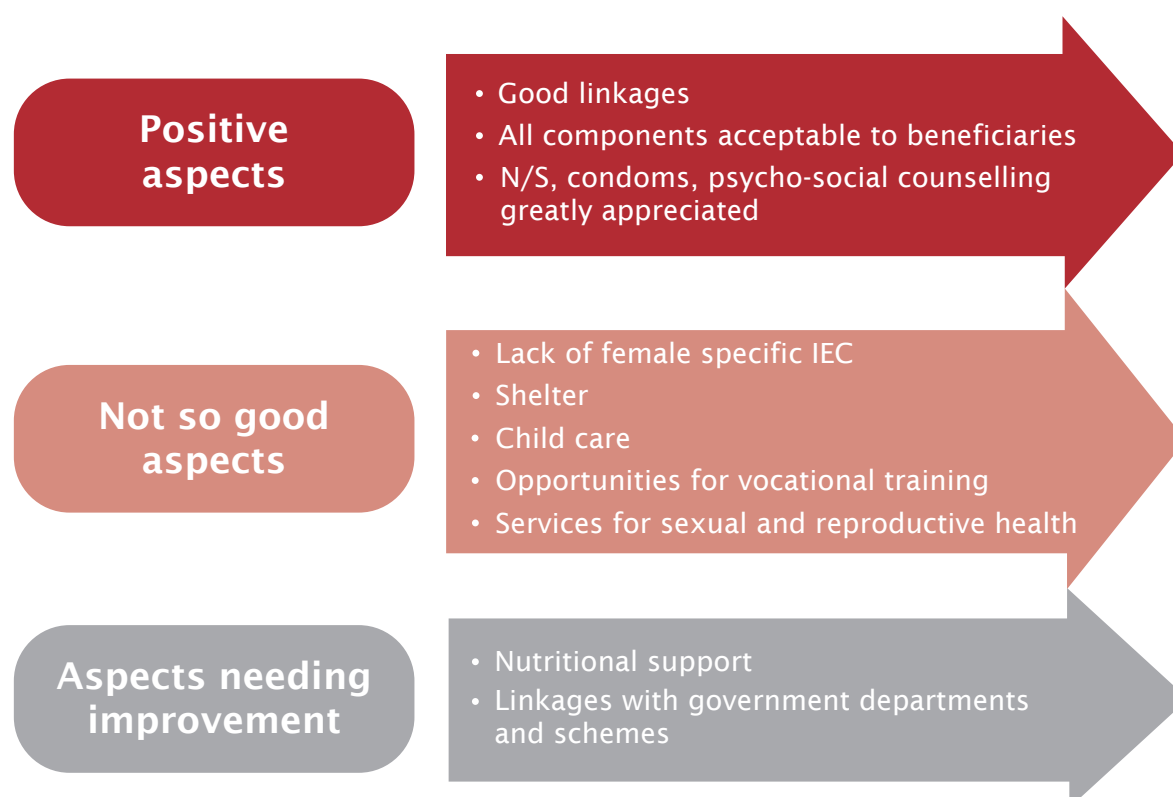 Positive
aspects
• Good linkages
• All components acceptable to beneficiaries
• N/S, condoms, psycho-social counselling
greatly appreciated
Not so good
aspects
• Lack of female specific IEC
• Shelter
• Child care
• Opportunities for vocational training
• Services for sexual and reproductive health
Aspects needing
improvement
• Nutritional support
• Linkages with government departments
and schemes